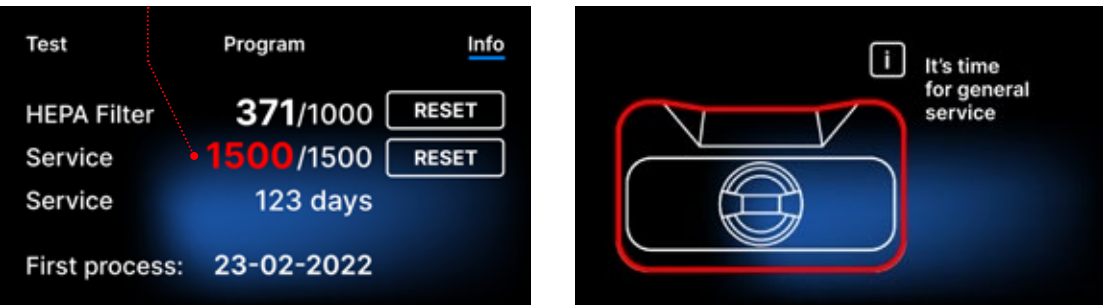 Test Program Info
HEPA Filter 371/1000 RESET
Service 1500/1500 RESET
Service 123 days
First process: 23-02-2022
i
It's time
for general
service